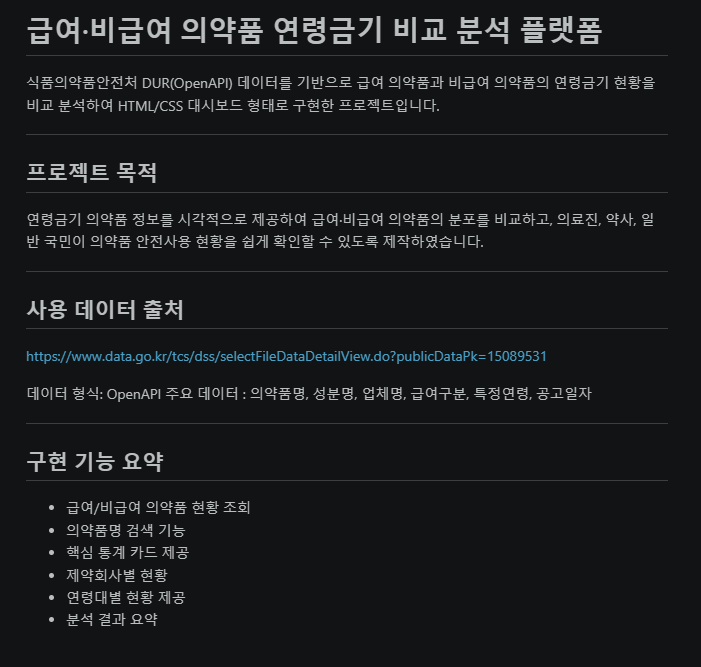 급여·비급여 의약품 연령금기 비교 분석 플랫폼
식품의약품안전처 DUR(OpenAPI) 데이터를 기반으로 급여 의약품과 비급여 의약품의 연령금기 현황을
비교 분석하여 HTML/CSS 대시보드 형태로 구현한 프로젝트입니다.
프로젝트 목적
연령금기 의약품 정보를 시각적으로 제공하여 급여·비급여 의약품의 분포를 비교하고, 의료진, 약사, 일
반 국민이 의약품 안전사용 현황을 쉽게 확인할 수 있도록 제작하였습니다.
사용 데이터 출처
https://www.data.go.kr/tcs/dss/selectFileDataDetailView.do?publicDataPk=15089531
데이터 형식: OpenAPI 주요 데이터 : 의약품명, 성분명, 업체명, 급여구분, 특정연령, 공고일자
구현 기능 요약
• 급여/비급여 의약품 현황 조회
• 의약품명 검색 기능
• 핵심 통계 카드 제공
• 제약회사별 현황
• 연령대별 현황 제공
• 분석 결과 요약